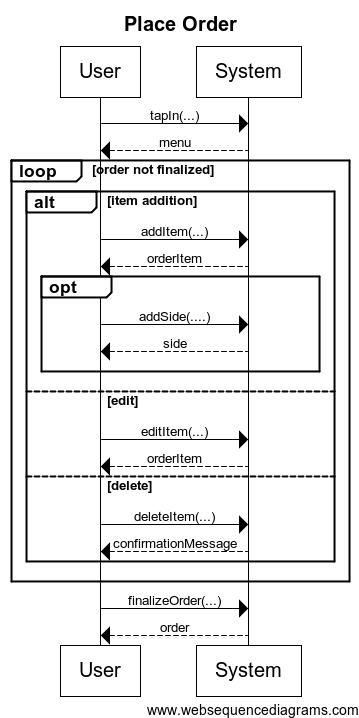 Place Order
User System
tapIn(...)
menu
loop [order not finalized]
alt [item addition]
addItem(...)
orderItem
opt
addSide(....)
side
[edit]
editItem(...)
orderItem
[delete]
deleteItem(...)
confirmationMessage
finalizeOrder(...)
order
User System
www.websequencediagrams.com